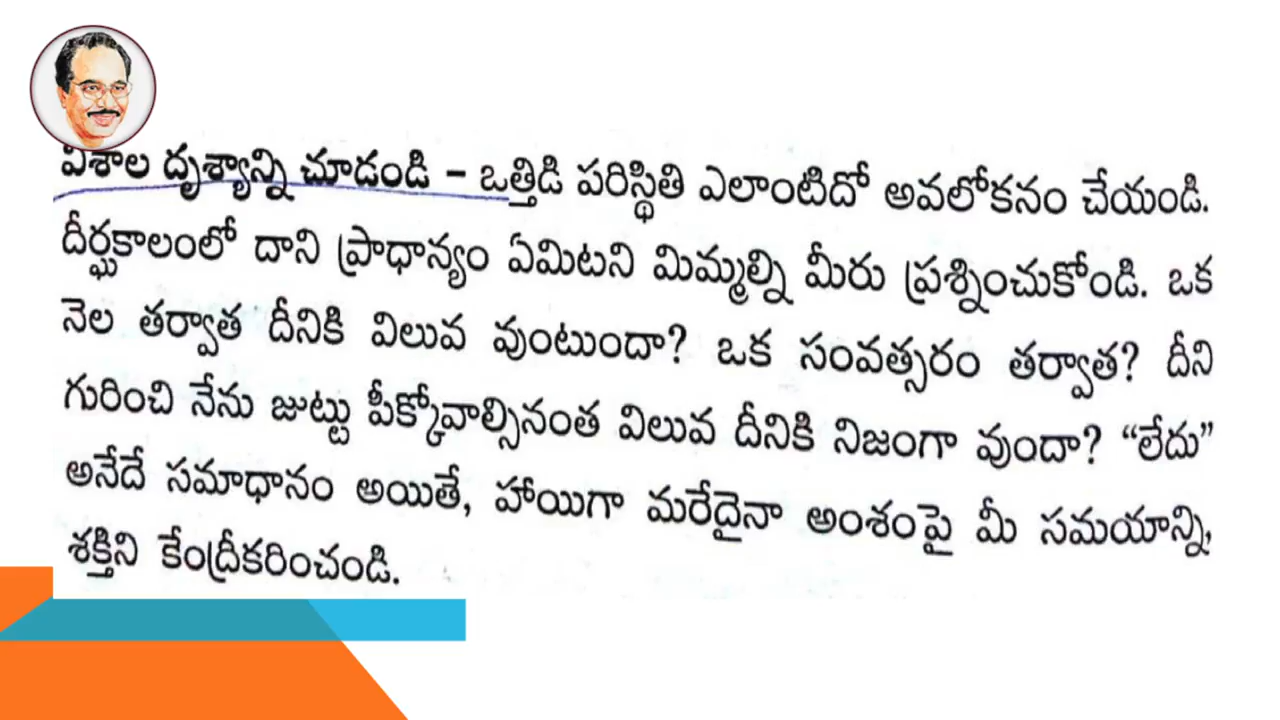 విశాల దృశ్యాన్ని చూడండి – ఒత్తిడి పరిస్థితి ఎలాంటిదో అవలోకనం చేయండి.
దీర్ఘకాలంలో దాని ప్రాధాన్యం ఏమిటని మిమ్మల్ని మీరు ప్రశ్నించుకోండి. ఒక
నెల తర్వాత దీనికి విలువ వుంటుందా? ఒక సంవత్సరం తర్వాత? దీని
గురించి నేను జుట్టు పీక్కోవాల్సినంత విలువ దీనికి నిజంగా వుందా? “లేదు”
అనేదే సమాధానం అయితే, హాయిగా మరేదైనా అంశంపై మీ సమయాన్ని,
శక్తిని కేంద్రీకరించండి.